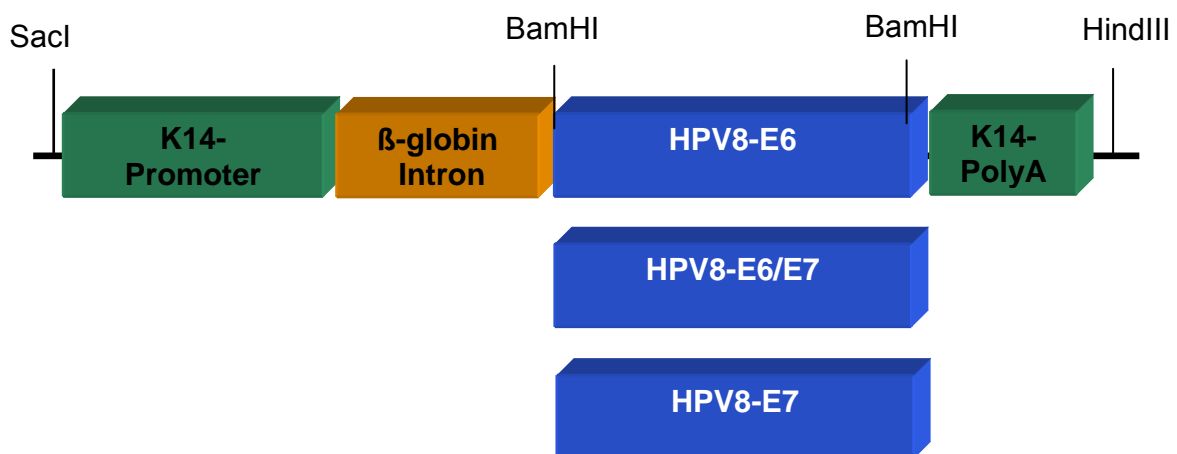 SacI
BamHI
BamHI
HindIII
K14-
Promoter
ß-globin
Intron
HPV8-E6
K14-
PolyA
HPV8-E6/E7
HPV8-E7